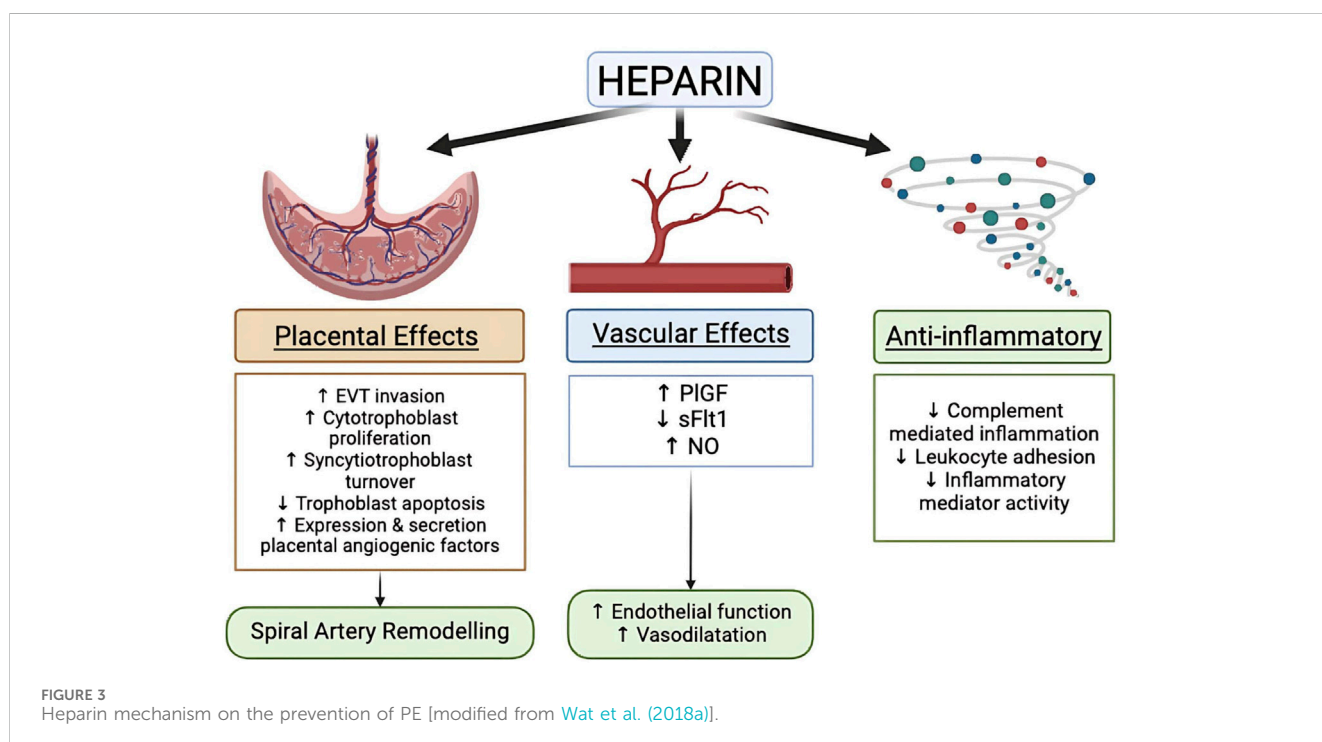 HEPARIN
Placental Effects
↑ EVT invasion
↑ Cytotrophoblast
proliferation
↑ Syncytiotrophoblast
turnover
↓ Trophoblast apoptosis
↑ Expression & secretion
placental angiogenic factors
Spiral Artery Remodelling
Vascular Effects
↑ PlGF
↓ sFlt1
↑ NO
↑ Endothelial function
↑ Vasodilatation
Anti-inflammatory
↓ Complement
mediated inflammation
↓ Leukocyte adhesion
↓ Inflammatory
mediator activity
FIGURE 3
Heparin mechanism on the prevention of PE [modified from Wat et al. (2018a)].